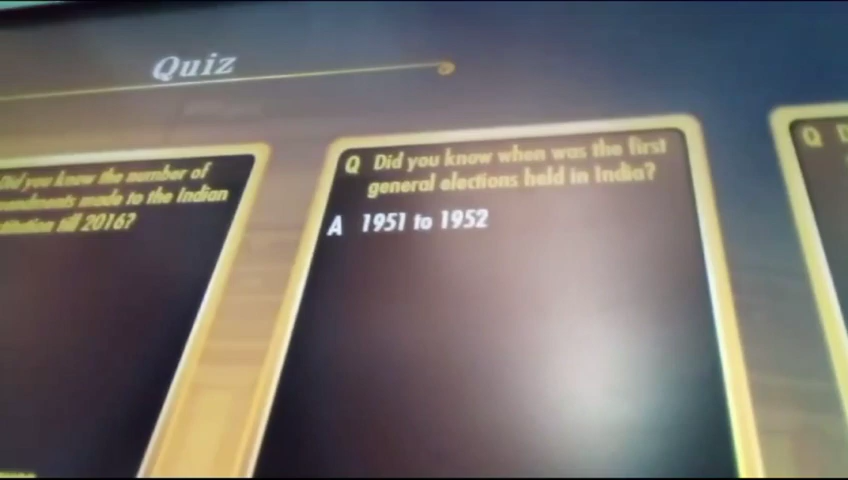 Quiz
Did you know the number of
made to the Indian
till 2016?
Q Did you know when was the first
general elections held in India?
A 1951 to 1952
Q